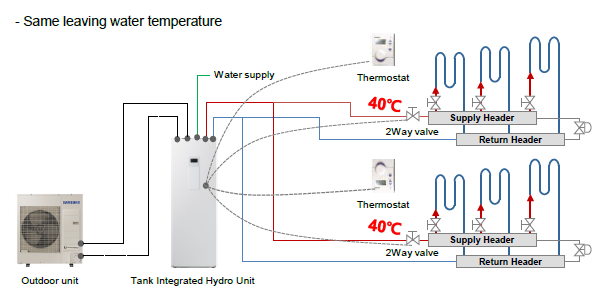 - Same leaving water temperature
Water supply
Thermostat
40℃
2Way valve
Supply Header
Return Header
Thermostat
40℃
2Way valve
Supply Header
Return Header
SAMSUNG
Outdoor unit
Tank Integrated Hydro Unit